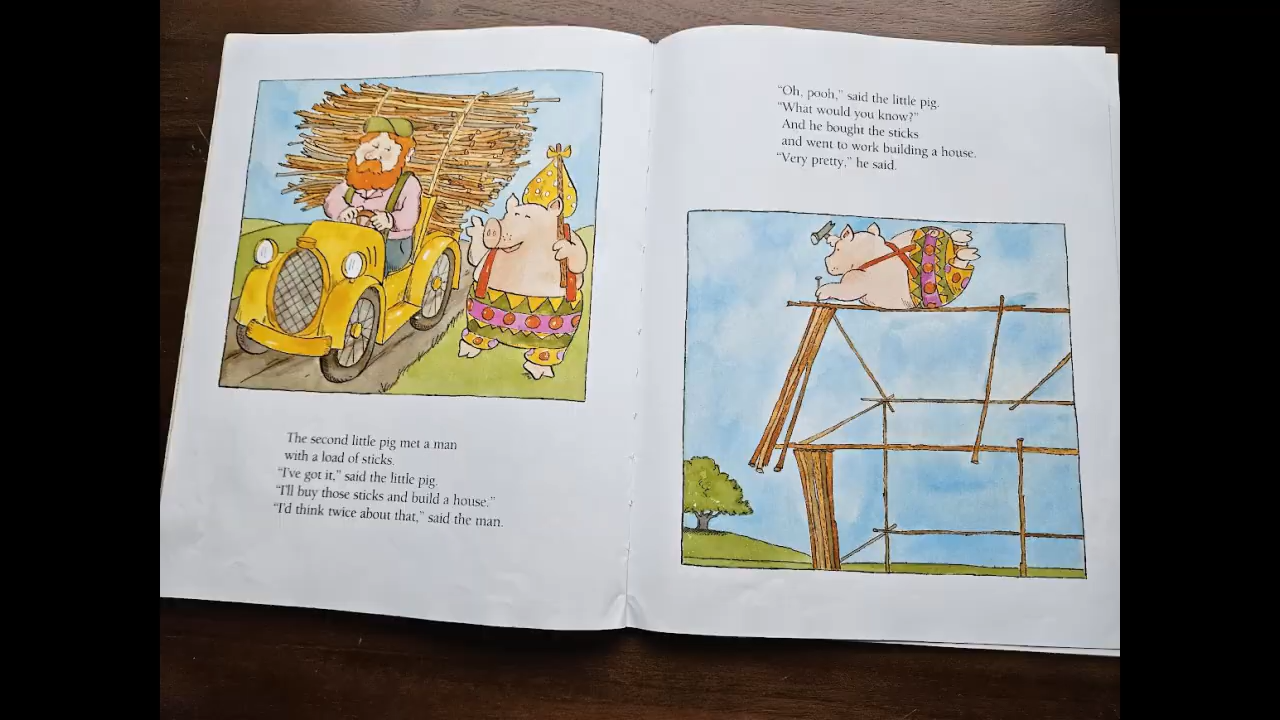 The second little pig met a man
with a load of sticks.
"I've got it," said the little pig.
"I'll buy those sticks and build a house."
"I'd think twice about that," said the man.
"Oh, pooh," said the little pig.
"What would you know?"
And he bought the sticks
and went to work building a house.
"Very pretty," he said.